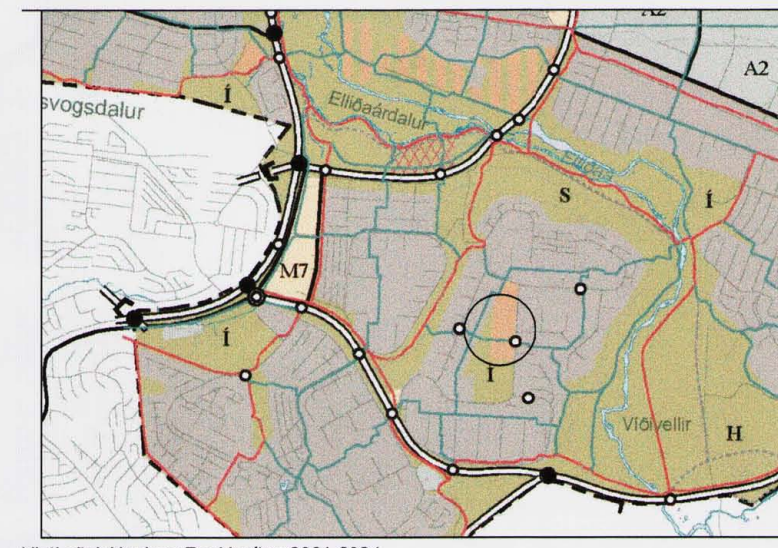 A2
A2
svogsdalur
Í
Elliðaárdalur
Elliðaá
S
Í
M7
Í
Í
Víðivellir
H